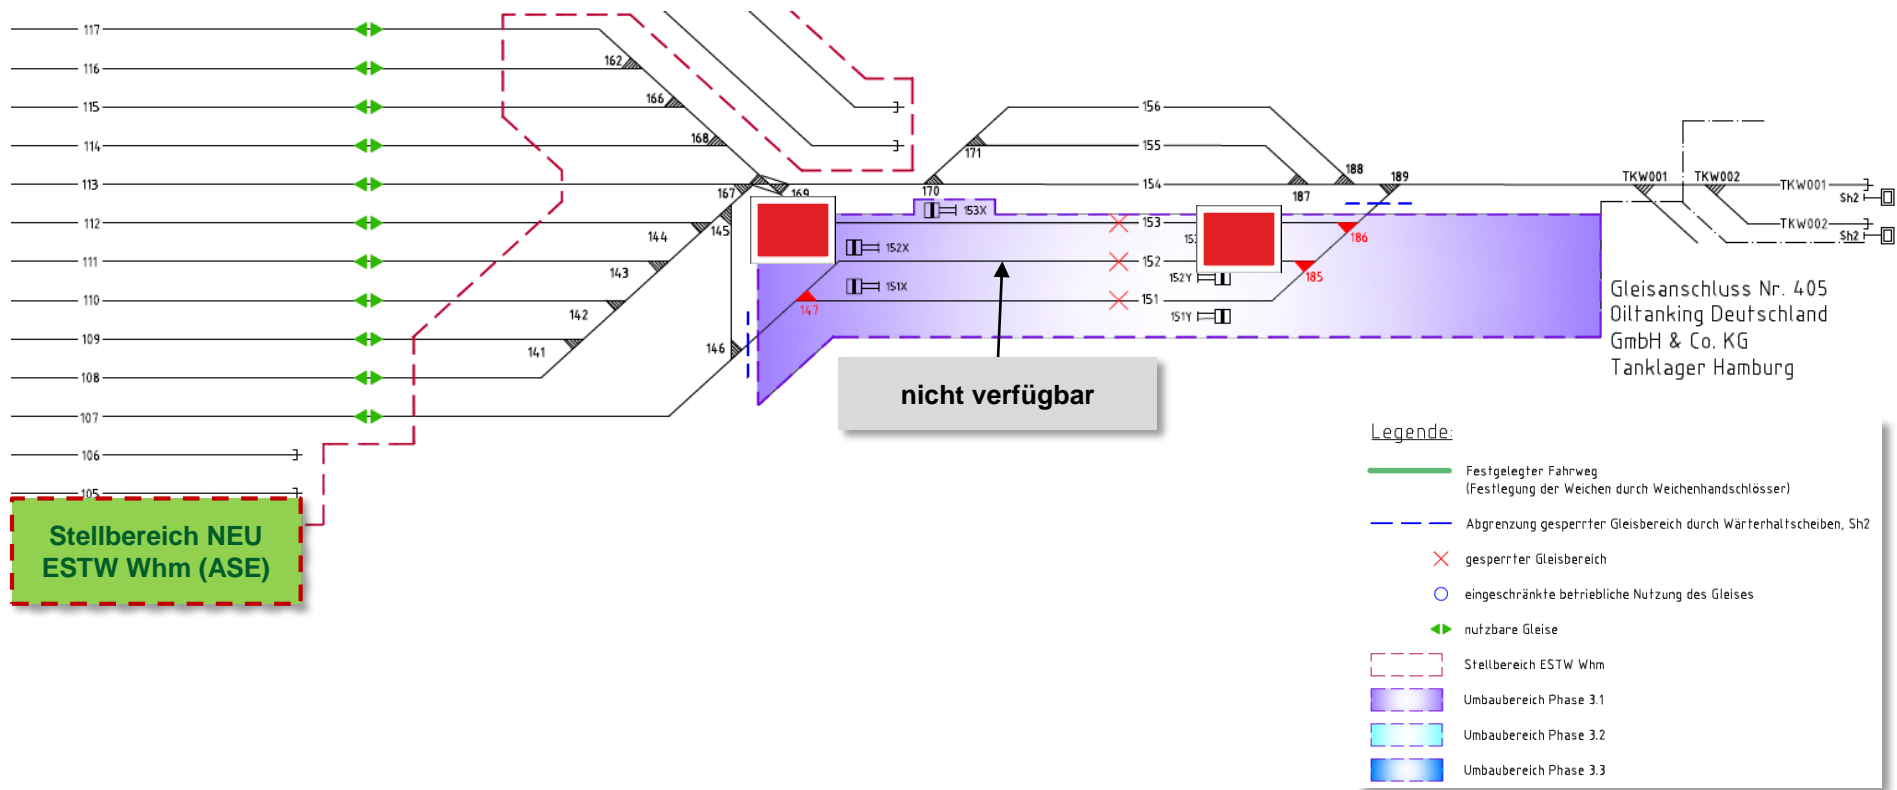 117
116
115
114
113
112
111
110
109
108
107
106
105
162
166
168
167
169
145
144
143
142
141
146
147
170
171
156
155
154
153
152
151
153X
152X
151X
152Y
151Y
188
189
187
186
185
TKW001
TKW002
TKW001
Sh2
TKW002
Sh2
nicht verfügbar
Gleisanschluss Nr. 405
Oiltanking Deutschland
GmbH & Co. KG
Tanklager Hamburg
Stellbereich NEU
ESTW Whm (ASE)
Legende:
Festgelegter Fahrweg
(Festlegung der Weichen durch Weichenhandschlösser)
Abgrenzung gesperrter Gleisbereich durch Wärterhaltscheiben, Sh2
gesperrter Gleisbereich
eingeschränkte betriebliche Nutzung des Gleises
nutzbare Gleise
Stellbereich ESTW Whm
Umbaubereich Phase 3.1
Umbaubereich Phase 3.2
Umbaubereich Phase 3.3